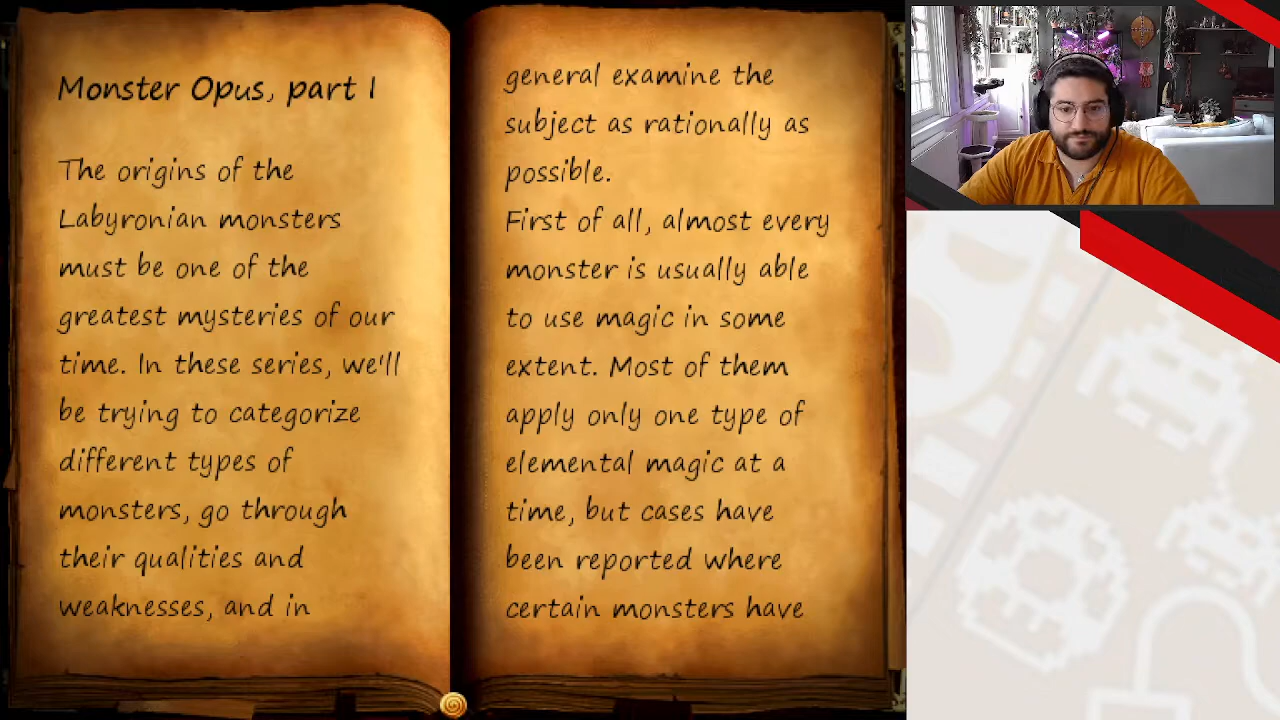 Monster Opus, part I
The origins of the
Labyronian monsters
must be one of the
greatest mysteries of our
time. In these series, we'll
be trying to categorize
different types of
monsters, go through
their qualities and
weaknesses, and in
general examine the
subject as rationally as
possible.
First of all, almost every
monster is usually able
to use magic in some
extent. Most of them
apply only one type of
elemental magic at a
time, but cases have
been reported where
certain monsters have